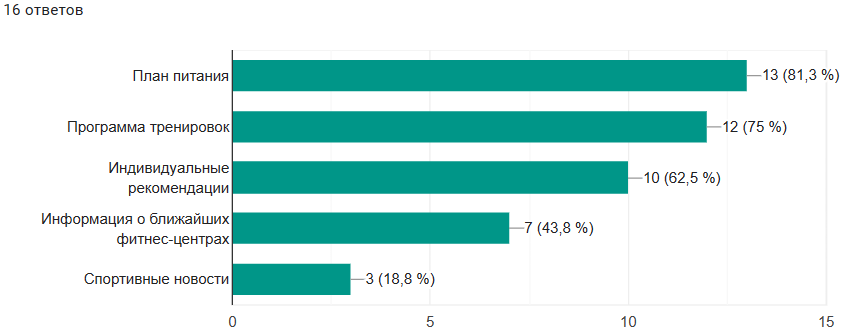 16 ответов
План питания
13 (81,3 %)
Программа тренировок
12 (75 %)
Индивидуальные
рекомендации
10 (62,5 %)
Информация о ближайших
фитнес-центрах
7 (43,8 %)
Спортивные новости
3 (18,8 %)
0
5
10
15